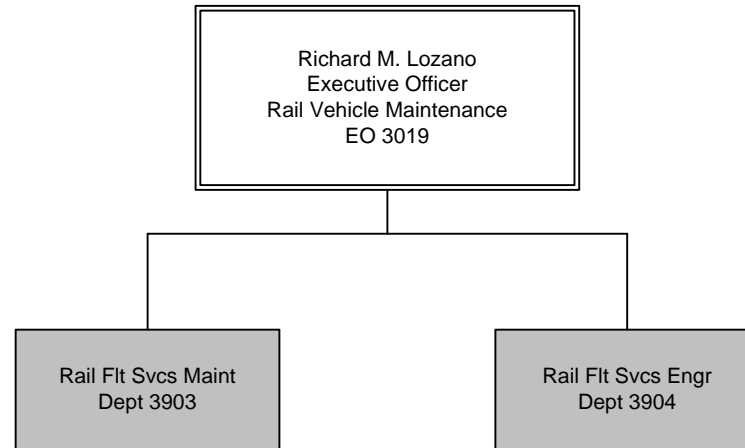 Richard M. Lozano
Executive Officer
Rail Vehicle Maintenance
EO 3019
Rail Flt Svcs Maint
Dept 3903
Rail Flt Svcs Engr
Dept 3904